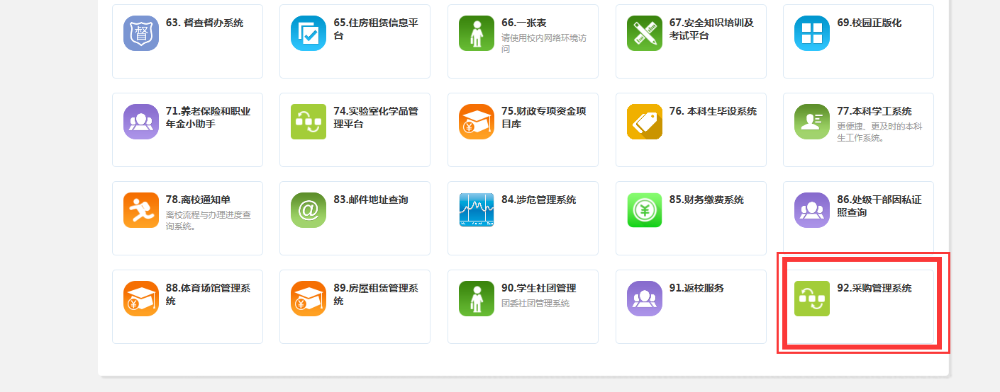 63. 督查督办系统
65.住房租赁信息平
台
66.一张表
请使用校内网络环境访
问
67.安全知识培训及
考试平台
69.校园正版化
71.养老保险和职业
年金小助手
74.实验室化学品管
理平台
75.财政专项资金项
目库
76. 本科生毕设系统
77.本科学工系统
更便捷、更及时的本科
生工作系统。
78.离校通知单
离校流程与办理进度查
询系统。
83.邮件地址查询
84.涉危管理系统
85.财务缴费系统
86.处级干部因私证
照查询
88.体育场馆管理系
统
89.房屋租赁管理系
统
90.学生社团管理
团委社团管理系统
91.返校服务
92.采购管理系统